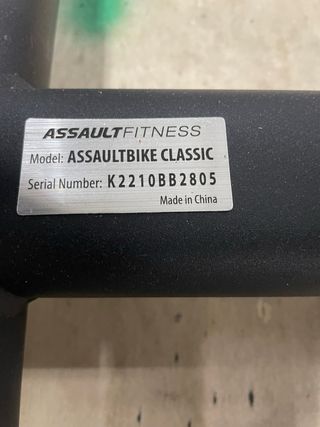 ASSAULTFITNESS
Model: ASSAULTBIKE CLASSIC
Serial Number: K2210BB2805
Made in China